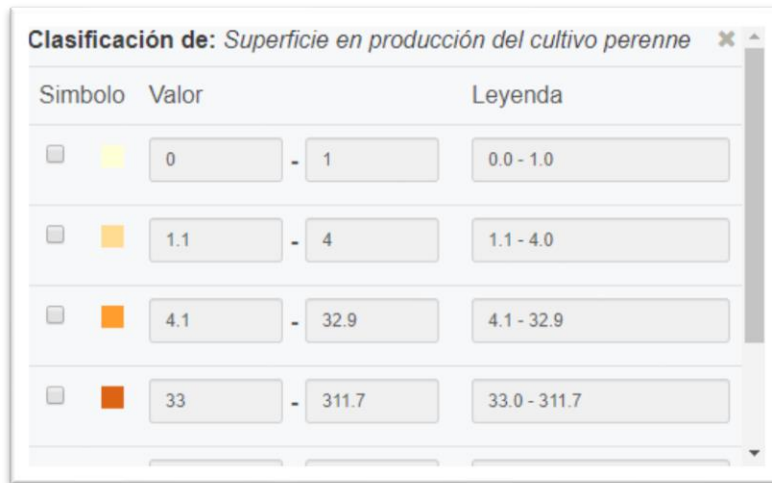 Clasificación de: Superficie en producción del cultivo perenne ×
Simbolo Valor Leyenda
0 - 1 0.0 - 1.0
1.1 - 4 1.1 - 4.0
4.1 - 32.9 4.1 - 32.9
33 - 311.7 33.0 - 311.7